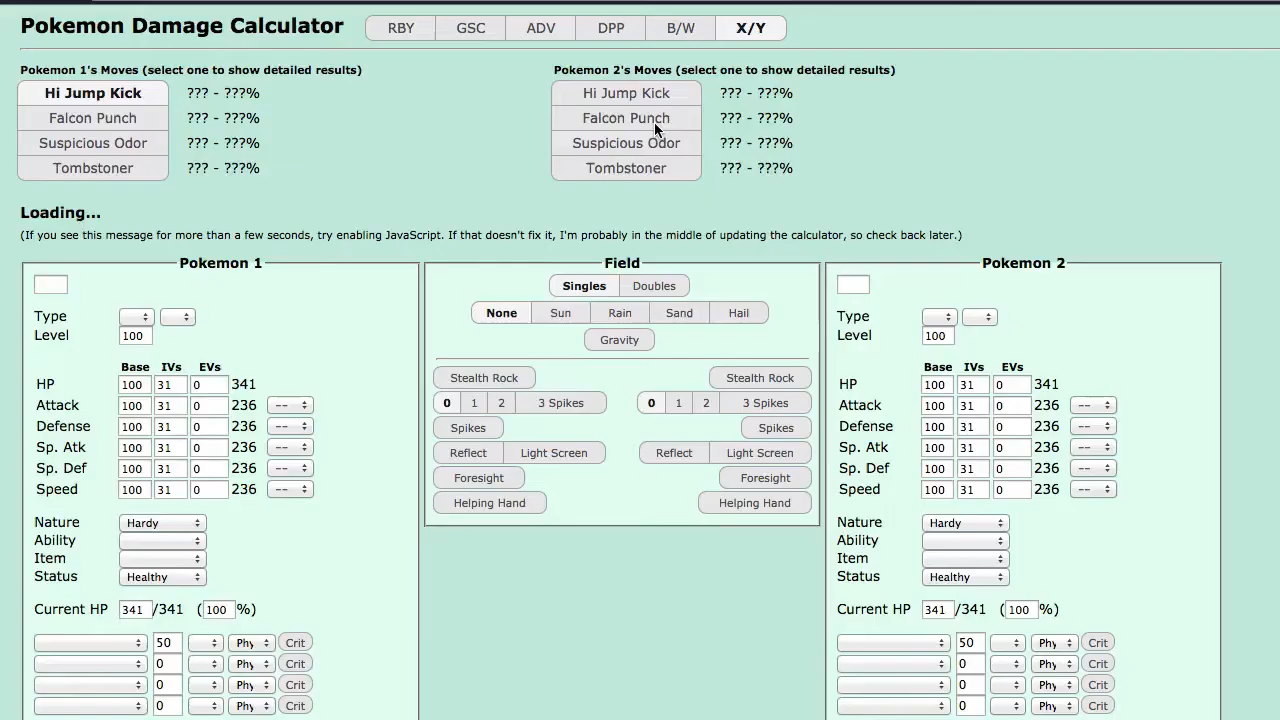 Pokemon Damage Calculator RBY GSC ADV DPP B/W X/Y
Pokemon 1's Moves (select one to show detailed results) Pokemon 2's Moves (select one to show detailed results)
Hi Jump Kick ??? - ???% Hi Jump Kick ??? - ???%
Falcon Punch ??? - ???% Falcon Punch ??? - ???%
Suspicious Odor ??? - ???% Suspicious Odor ??? - ???%
Tombstoner ??? - ???% Tombstoner ??? - ???%
Loading...
(If you see this message for more than a few seconds, try enabling JavaScript. If that doesn't fix it, I'm probably in the middle of updating the calculator, so check back later.)
Pokemon 1
Type
Level 100
Base IVs EVs
HP 100 31 0 341
Attack 100 31 0 236 --
Defense 100 31 0 236 --
Sp. Atk 100 31 0 236 --
Sp. Def 100 31 0 236 --
Speed 100 31 0 236 --
Nature Hardy
Ability
Item
Status Healthy
Current HP 341 /341 (100 %)
50 Phy Crit
0 Phy Crit
0 Phy Crit
0 Phy Crit
Field
Singles Doubles
None Sun Rain Sand Hail
Gravity
Stealth Rock Stealth Rock
0 1 2 3 Spikes 0 1 2 3 Spikes
Spikes Spikes
Reflect Light Screen Reflect Light Screen
Foresight Foresight
Helping Hand Helping Hand
Pokemon 2
Type
Level 100
Base IVs EVs
HP 100 31 0 341
Attack 100 31 0 236 --
Defense 100 31 0 236 --
Sp. Atk 100 31 0 236 --
Sp. Def 100 31 0 236 --
Speed 100 31 0 236 --
Nature Hardy
Ability
Item
Status Healthy
Current HP 341 /341 (100 %)
50 Phy Crit
0 Phy Crit
0 Phy Crit
0 Phy Crit